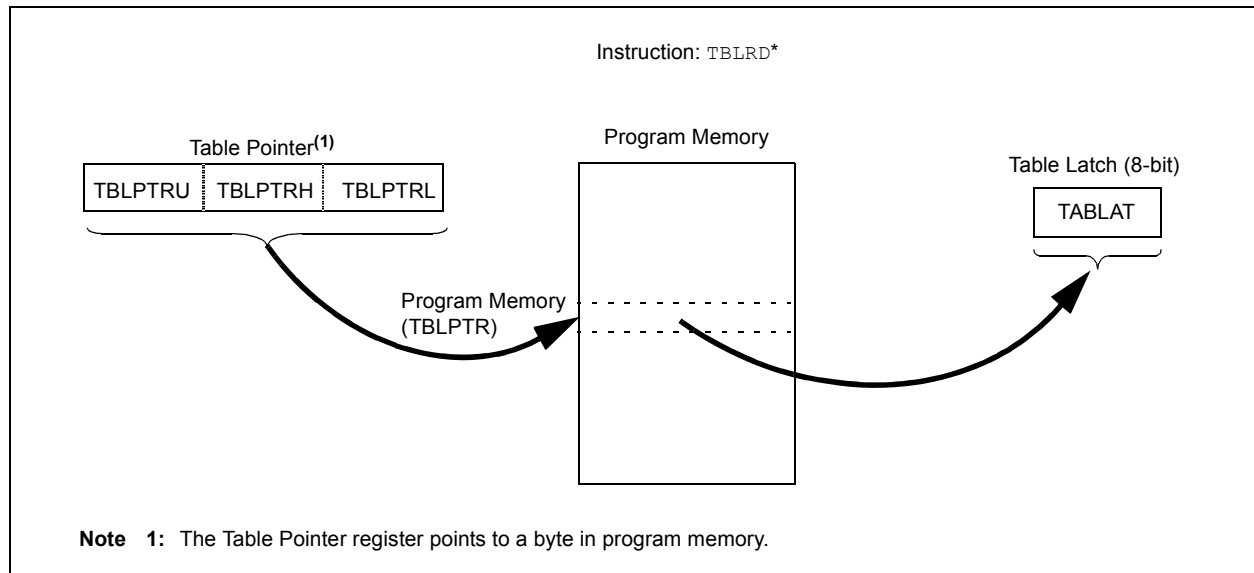 Instruction: TBLRD*
Table Pointer(1)
TBLPTRU TBLPTRH TBLPTRL
Program Memory
Table Latch (8-bit)
TABLAT
Program Memory
(TBLPTR)
Note 1: The Table Pointer register points to a byte in program memory.